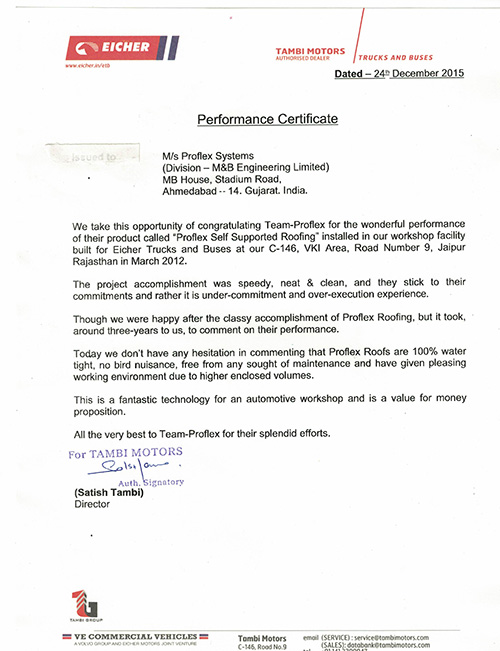 EICHER
www.eicher.in/etb
TAMBI MOTORS
AUTHORISED DEALER
TRUCKS AND BUSES
Dated – 24th December 2015
Performance Certificate
issued to
M/s Proflex Systems
(Division – M&B Engineering Limited)
MB House, Stadium Road,
Ahmedabad -- 14. Gujarat. India.
We take this opportunity of congratulating Team-Proflex for the wonderful performance
of their product called "Proflex Self Supported Roofing" installed in our workshop facility
built for Eicher Trucks and Buses at our C-146, VKI Area, Road Number 9, Jaipur
Rajasthan in March 2012.
The project accomplishment was speedy, neat & clean, and they stick to their
commitments and rather it is under-commitment and over-execution experience.
Though we were happy after the classy accomplishment of Proflex Roofing, but it took,
around three-years to us, to comment on their performance.
Today we don't have any hesitation in commenting that Proflex Roofs are 100% water
tight, no bird nuisance, free from any sought of maintenance and have given pleasing
working environment due to higher enclosed volumes.
This is a fantastic technology for an automotive workshop and is a value for money
proposition.
All the very best to Team-Proflex for their splendid efforts.
For TAMBI MOTORS
Auth. Signatory
(Satish Tambi)
Director
TAMBI GROUP
VE COMMERCIAL VEHICLES
A VOLVO GROUP AND EICHER MOTORS JOINT VENTURE
Tambi Motors
C-146, Road No.9
email (SERVICE) : service@tambimotors.com
(SALES): databank@tambimotors.com